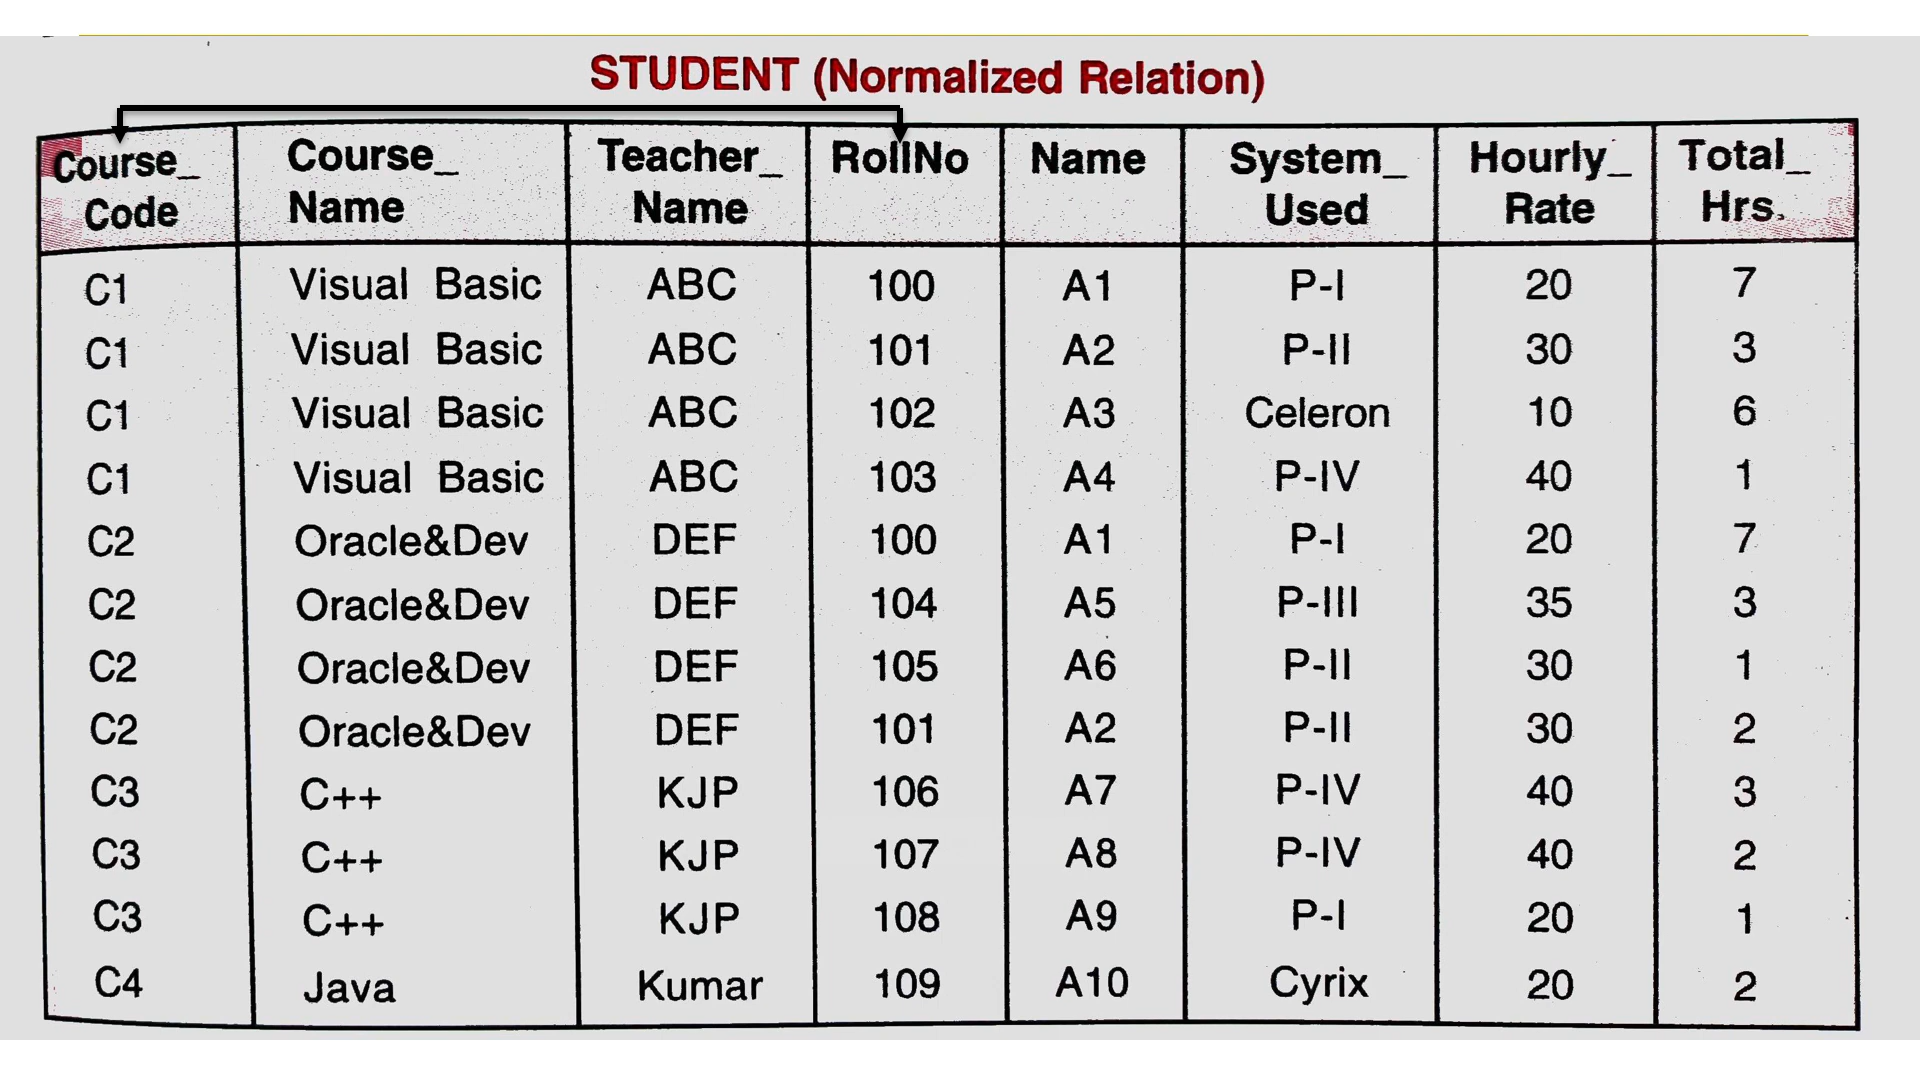 STUDENT (Normalized Relation)
Course_ Code Course_ Name Teacher_ Name RollNo Name System_ Used Hourly_ Rate Total_ Hrs.
C1 Visual Basic ABC 100 A1 P-I 20 7
C1 Visual Basic ABC 101 A2 P-II 30 3
C1 Visual Basic ABC 102 A3 Celeron 10 6
C1 Visual Basic ABC 103 A4 P-IV 40 1
C2 Oracle&Dev DEF 100 A1 P-I 20 7
C2 Oracle&Dev DEF 104 A5 P-III 35 3
C2 Oracle&Dev DEF 105 A6 P-II 30 1
C2 Oracle&Dev DEF 101 A2 P-II 30 2
C3 C++ KJP 106 A7 P-IV 40 3
C3 C++ KJP 107 A8 P-IV 40 2
C3 C++ KJP 108 A9 P-I 20 1
C4 Java Kumar 109 A10 Cyrix 20 2